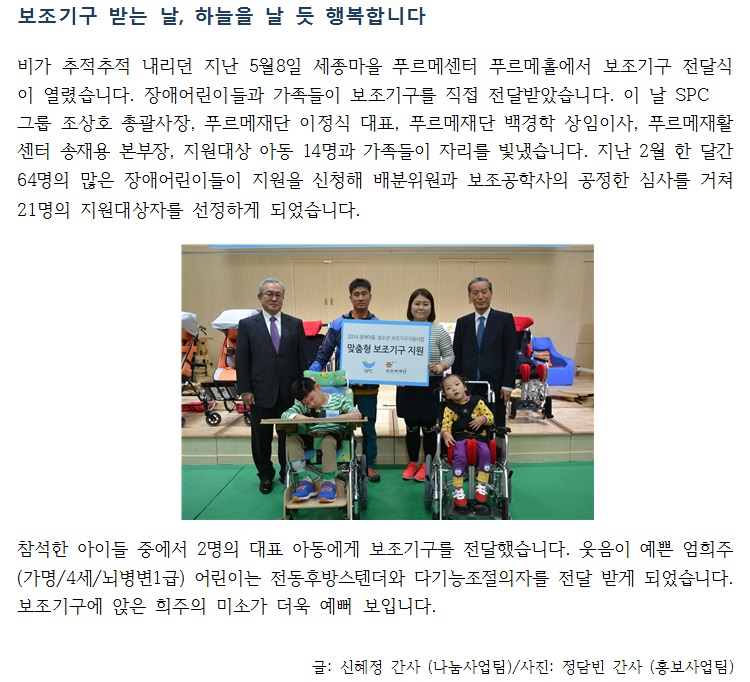 보조기구 받는 날, 하늘을 날 듯 행복합니다
비가 추적추적 내리던 지난 5월8일 세종마을 푸르메센터 푸르메홀에서 보조기구 전달식
이 열렸습니다. 장애어린이들과 가족들이 보조기구를 직접 전달받았습니다. 이 날 SPC
그룹 조상호 총괄사장, 푸르메재단 이정식 대표, 푸르메재단 백경학 상임이사, 푸르메재활
센터 송재용 본부장, 지원대상 아동 14명과 가족들이 자리를 빛냈습니다. 지난 2월 한 달간
64명의 많은 장애어린이들이 지원을 신청해 배분위원과 보조공학사의 공정한 심사를 거쳐
21명의 지원대상자를 선정하게 되었습니다.
2014 장애아동·청소년 보조기구지원사업
맞춤형 보조기구 지원
SPC 푸르메재단
참석한 아이들 중에서 2명의 대표 아동에게 보조기구를 전달했습니다. 웃음이 예쁜 엄희주
(가명/4세/뇌병변1급) 어린이는 전동후방스텐더와 다기능조절의자를 전달 받게 되었습니다.
보조기구에 앉은 희주의 미소가 더욱 예뻐 보입니다.
글: 신혜정 간사 (나눔사업팀)/사진: 정담빈 간사 (홍보사업팀)